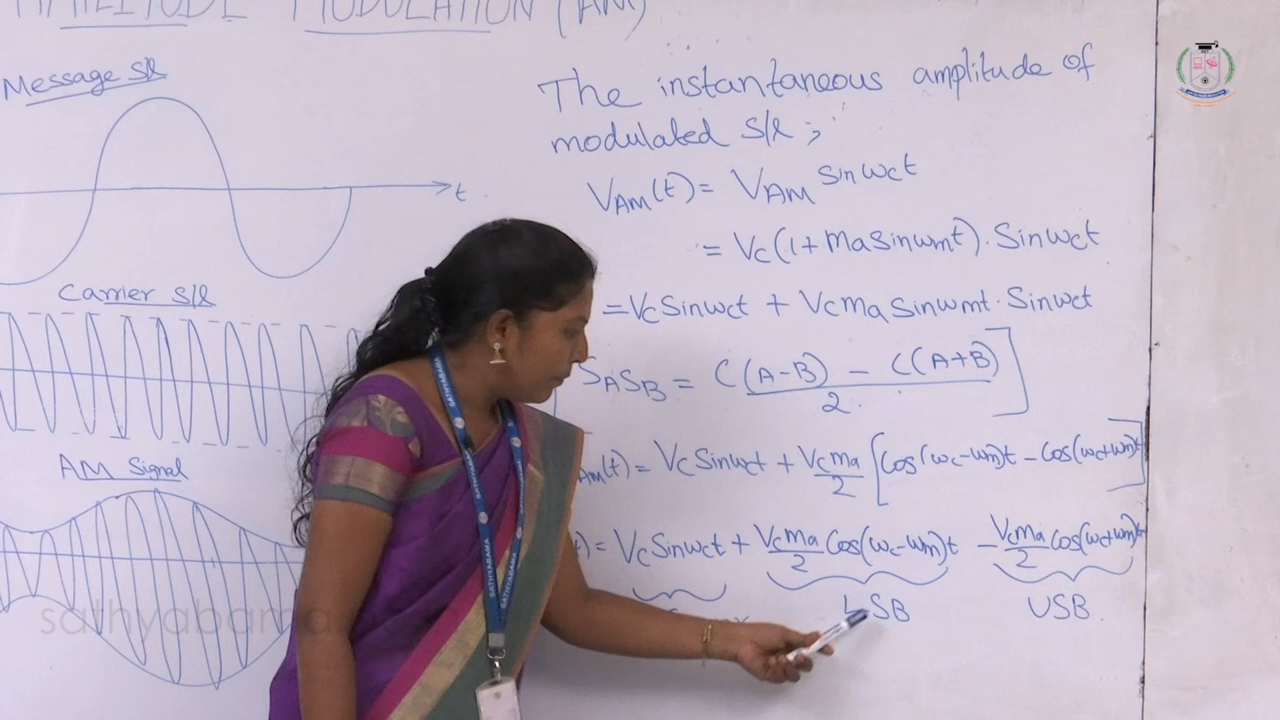 MODULATION (AM)
Message S/l
t
Carrier S/l
AM Signal
The instantaneous amplitude of
modulated S/l,
VAM(t) = VAM sinωct
= Vc(1+ma sinωmt). Sinωct
= Vc Sinωct + Vcma Sinωmt. Sinωct
SASB = C(A-B) - C(A+B) / 2 ]
Am(t) = Vc Sinωct + Vcma/2 [Cos(ωc-ωm)t - Cos(ωc+ωm)t]
t) = Vc Sinωct + Vcma/2 Cos(ωc-ωm)t - Vcma/2 Cos(ωc+ωm)t
LSB
USB
SATHYABAMA
sathyabama